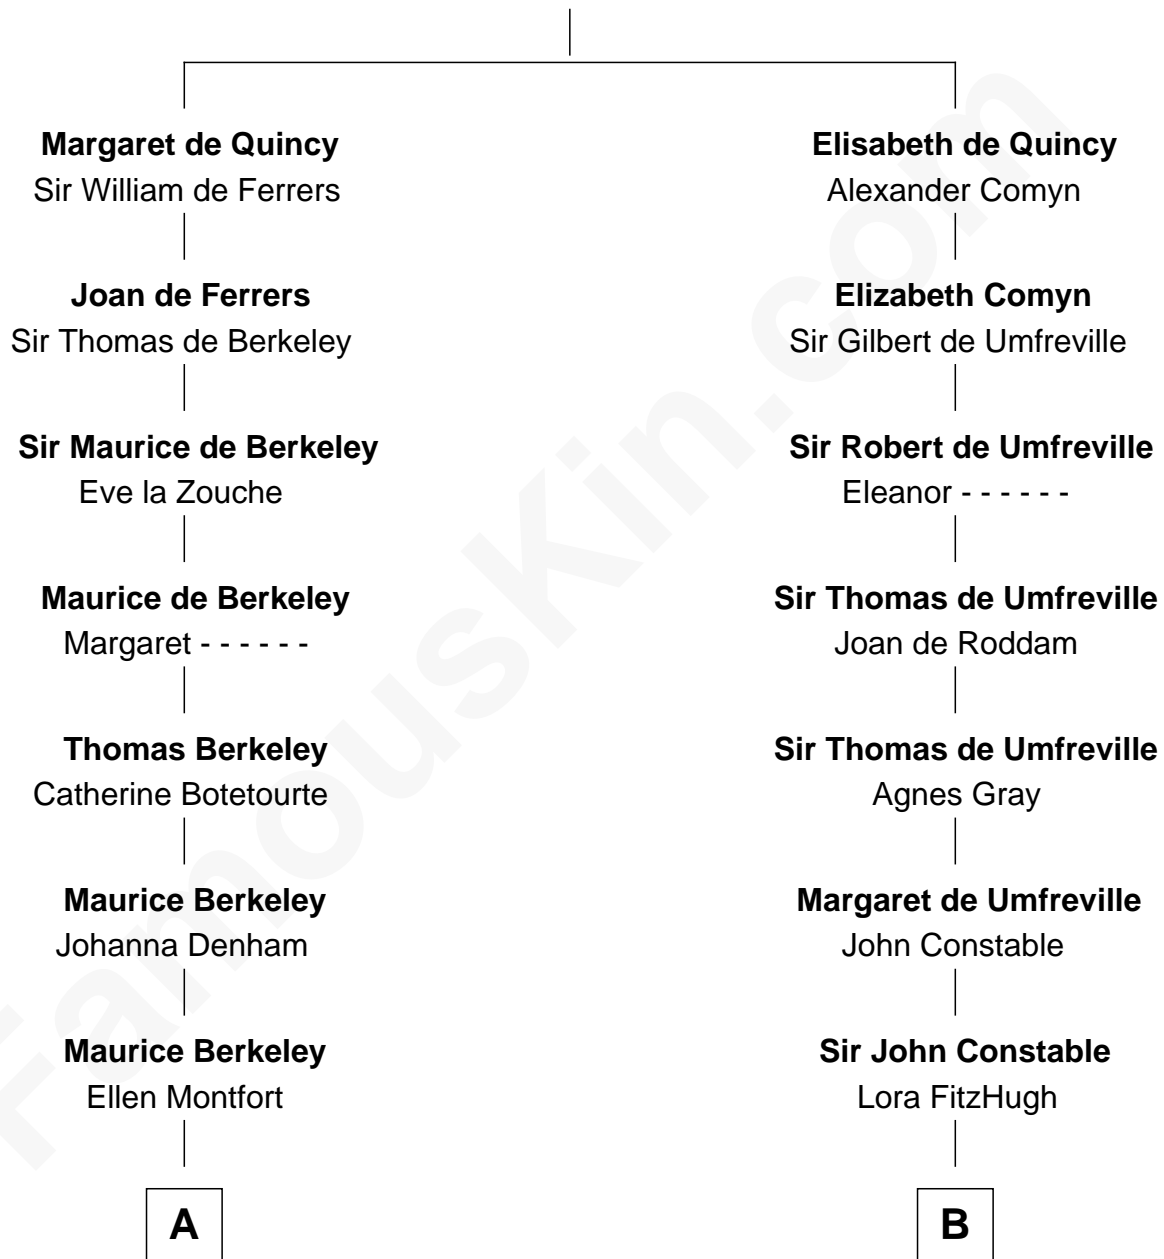 Margaret de Quincy
Sir William de Ferrers
Joan de Ferrers
Sir Thomas de Berkeley
Sir Maurice de Berkeley
Eve la Zouche
Maurice de Berkeley
Margaret - - - - - -
Thomas Berkeley
Catherine Botetourte
Maurice Berkeley
Johanna Denham
Maurice Berkeley
Ellen Montfort
A
Elisabeth de Quincy
Alexander Comyn
Elizabeth Comyn
Sir Gilbert de Umfreville
Sir Robert de Umfreville
Eleanor - - - - - -
Sir Thomas de Umfreville
Joan de Roddam
Sir Thomas de Umfreville
Agnes Gray
Margaret de Umfreville
John Constable
Sir John Constable
Lora FitzHugh
B
FamousKin.com